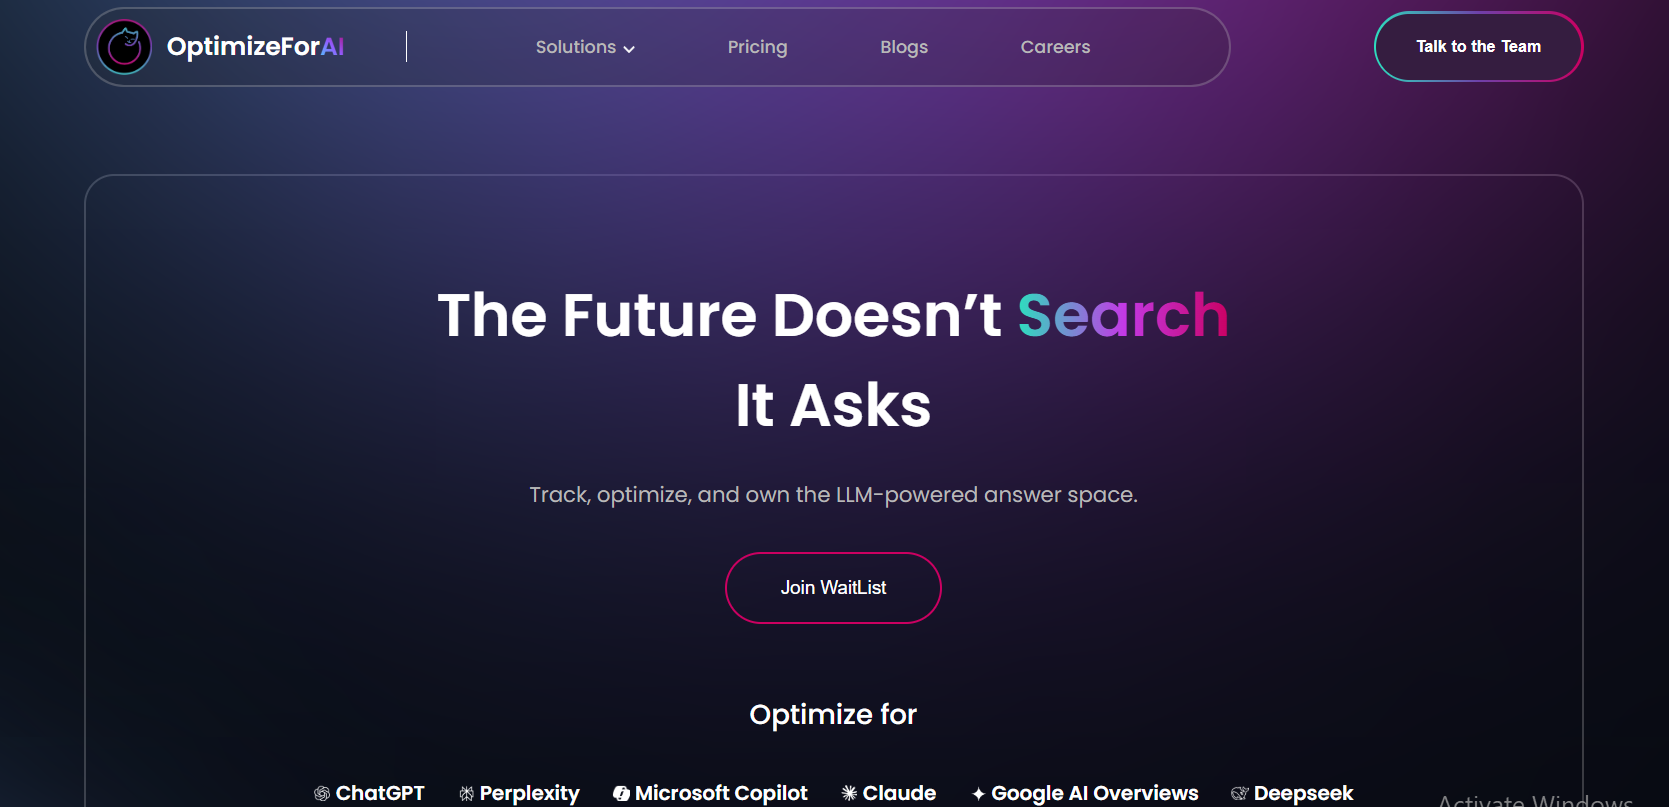 OptimizeForAI
Solutions
Pricing
Blogs
Careers
Talk to the Team
The Future Doesn’t Search
It Asks
Track, optimize, and own the LLM-powered answer space.
Join WaitList
Optimize for
ChatGPT
Perplexity
Microsoft Copilot
Claude
Google AI Overviews
Deepseek
Activate Windows